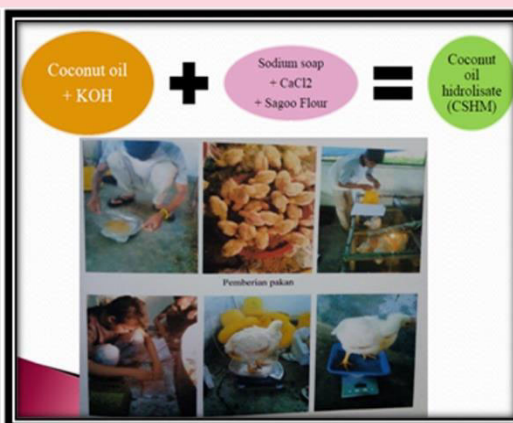 Coconut oil
+ KOH
Sodium soap
+ CaCl2
+ Sagoo Flour
Coconut
oil
hidrolisate
(CSHM)
Pemberian pakan